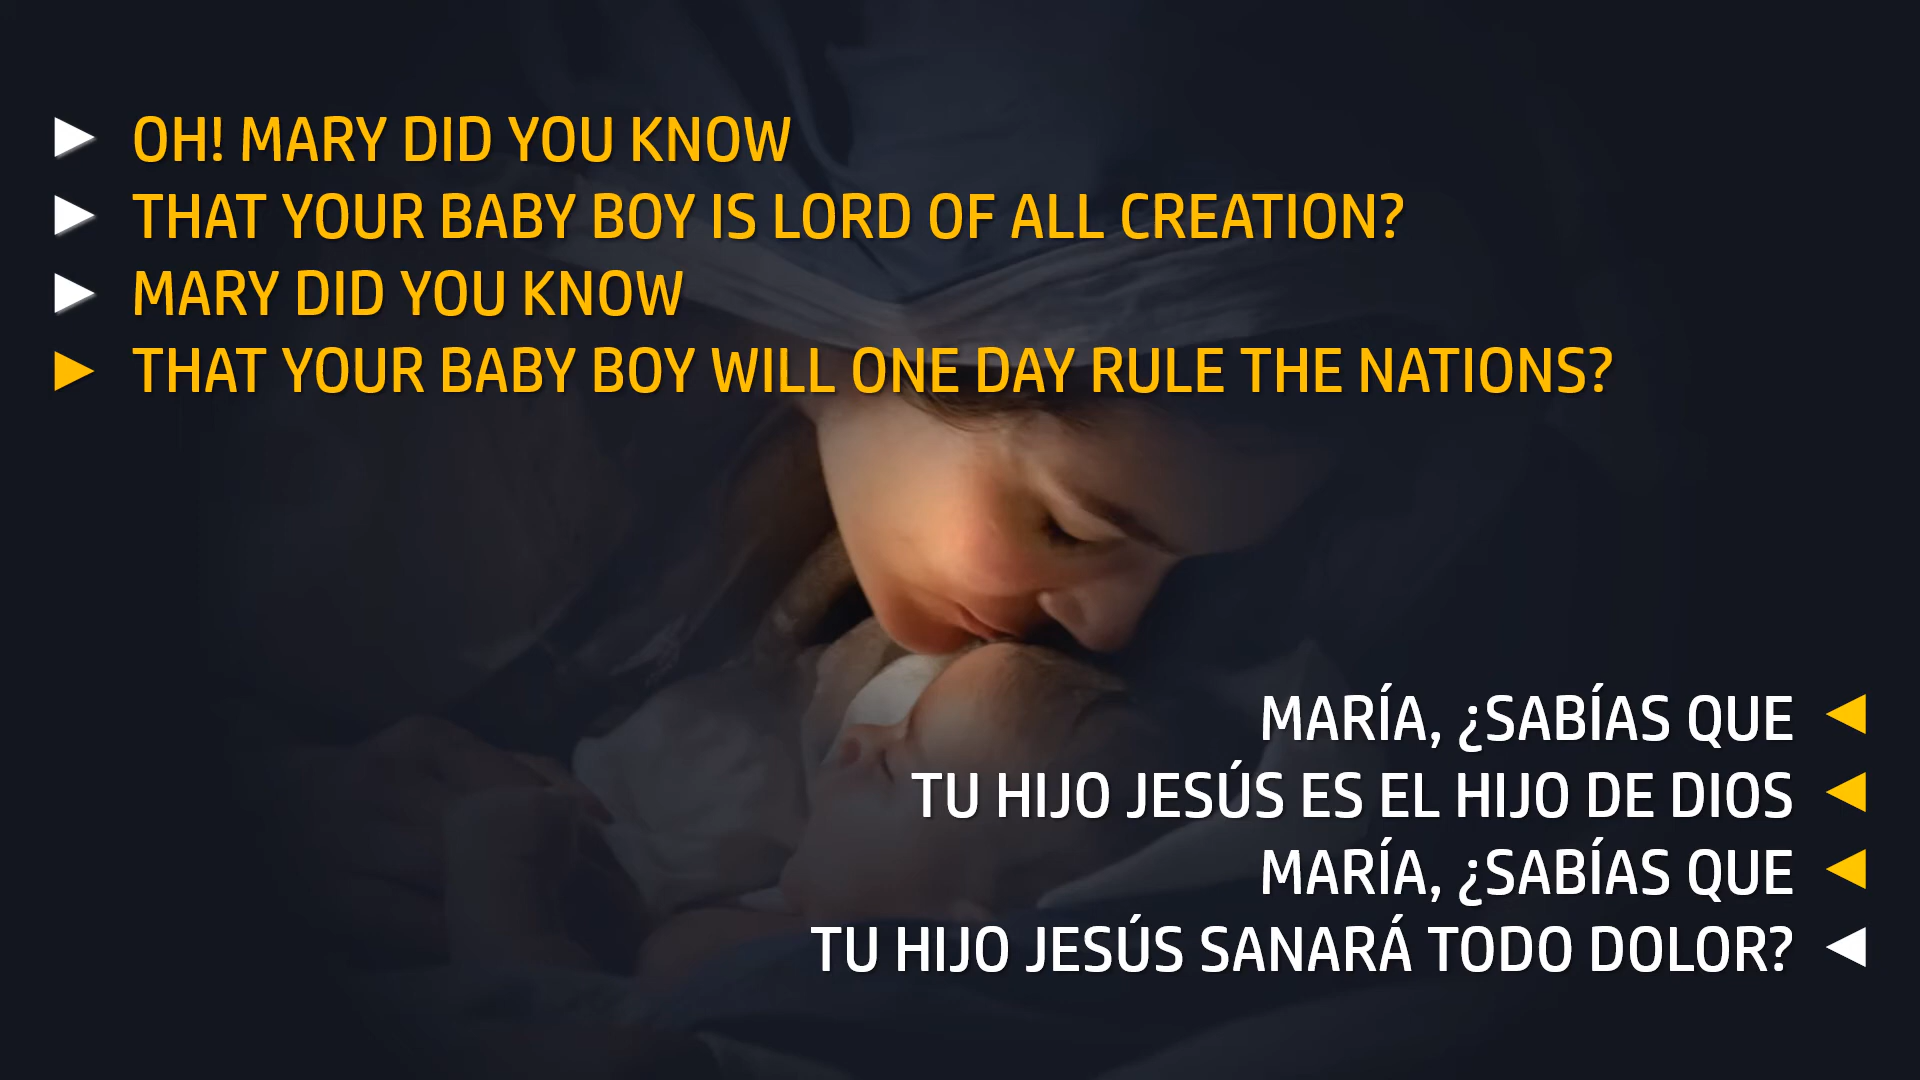 OH! MARY DID YOU KNOW
THAT YOUR BABY BOY IS LORD OF ALL CREATION?
MARY DID YOU KNOW
THAT YOUR BABY BOY WILL ONE DAY RULE THE NATIONS?
MARÍA, ¿SABÍAS QUE
TU HIJO JESÚS ES EL HIJO DE DIOS
MARÍA, ¿SABÍAS QUE
TU HIJO JESÚS SANARÁ TODO DOLOR?